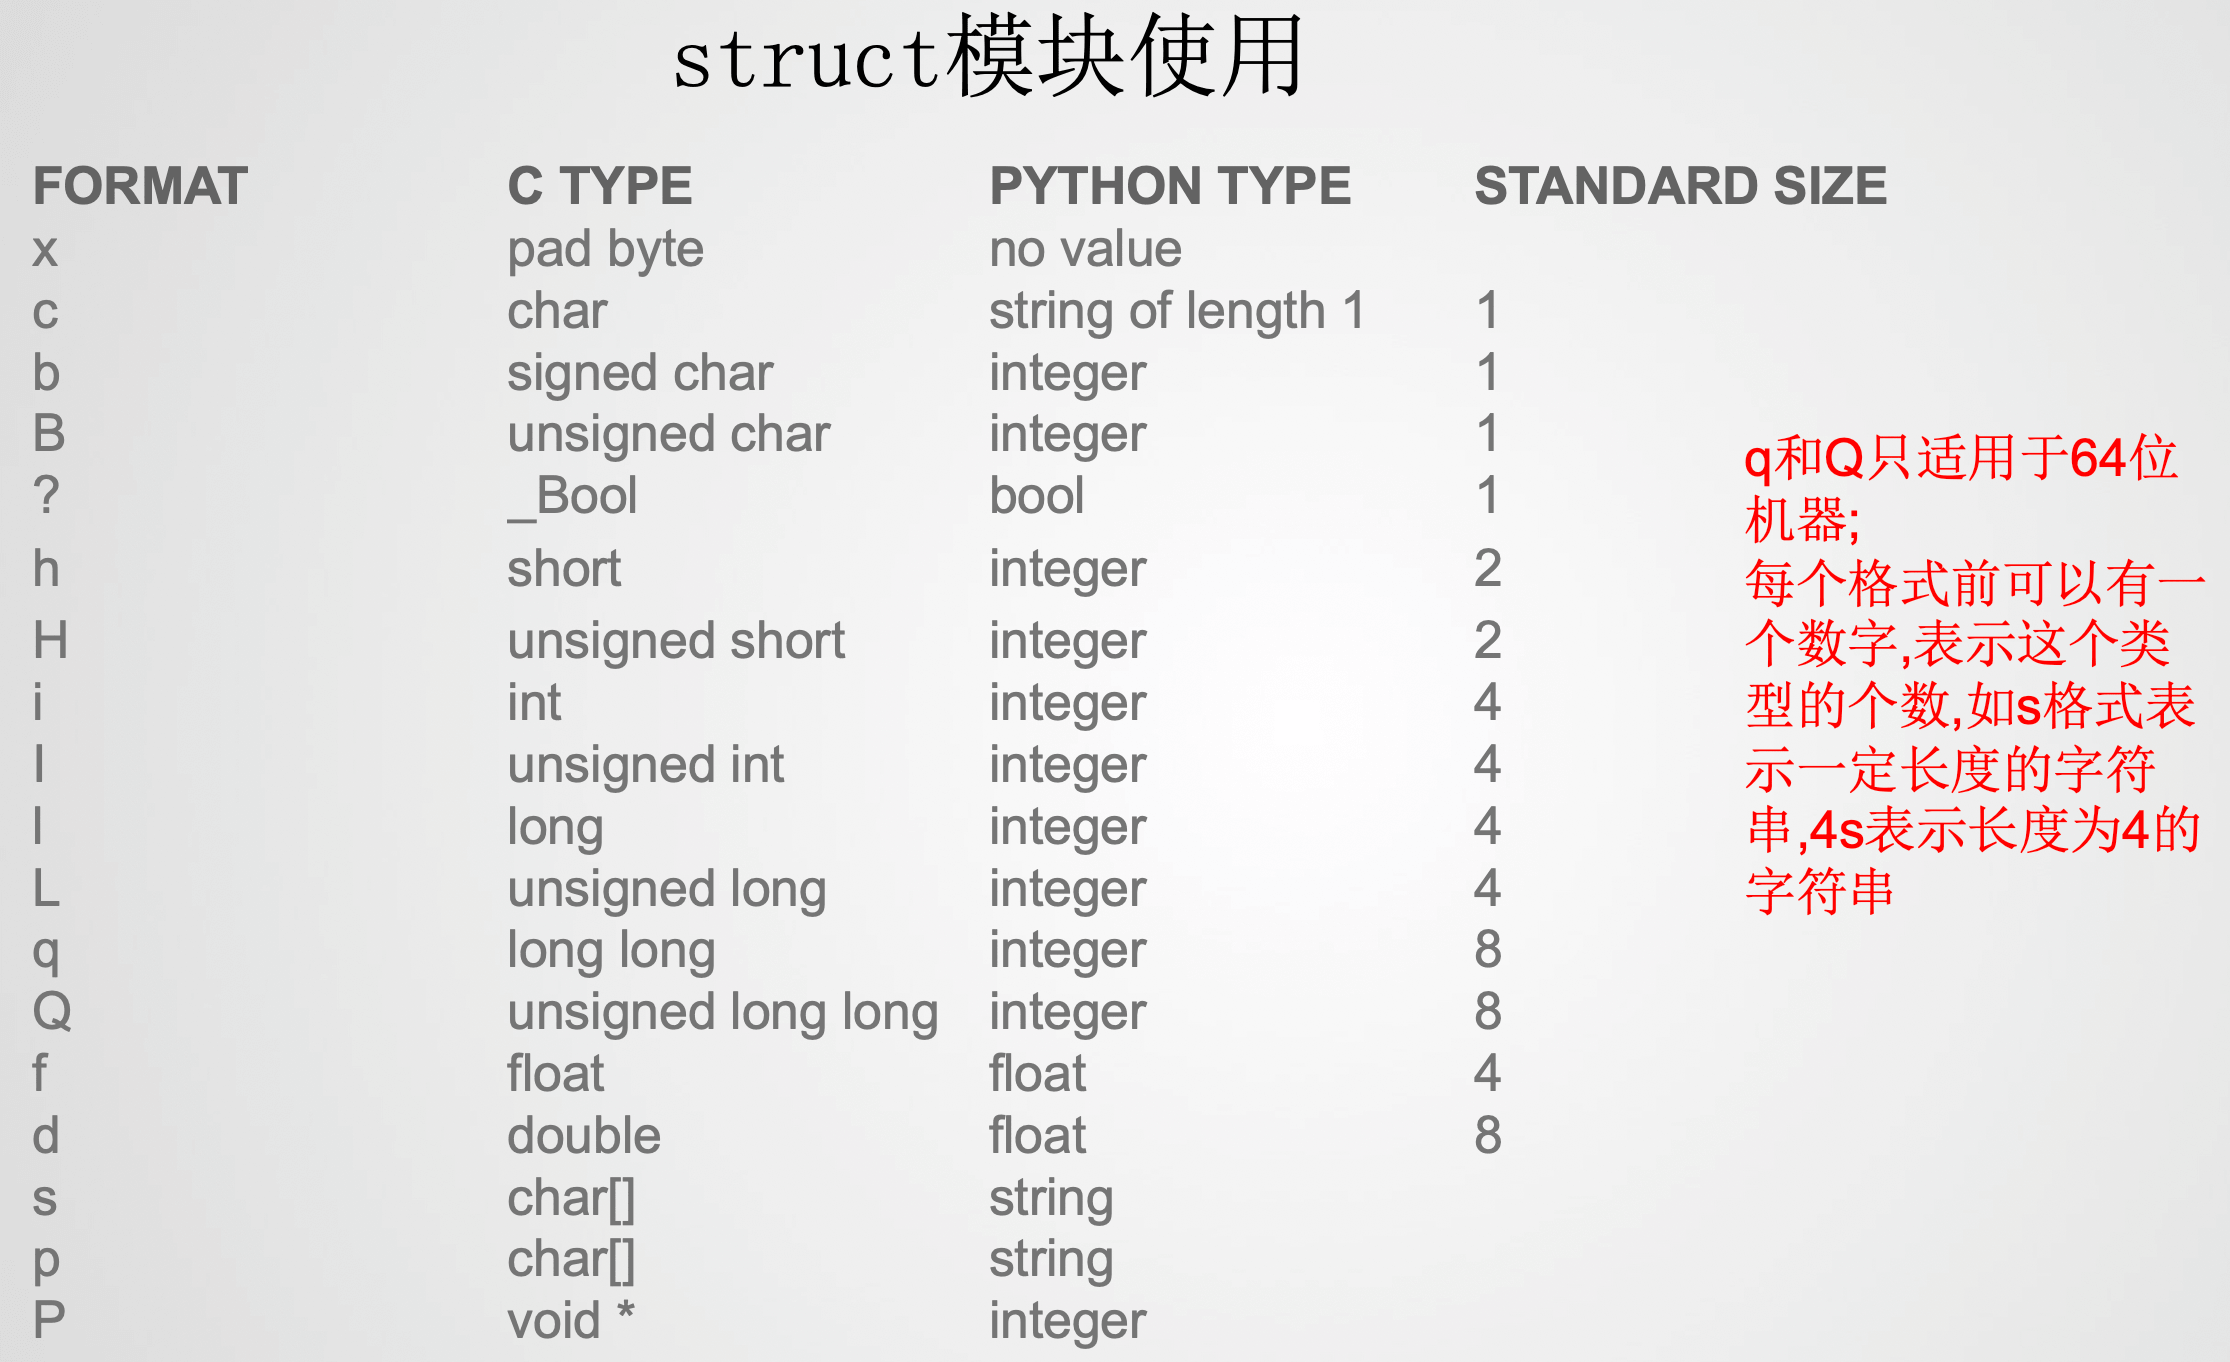 struct模块使用
FORMAT C TYPE PYTHON TYPE STANDARD SIZE
x pad byte no value
c char string of length 1 1
b signed char integer 1
B unsigned char integer 1
? _Bool bool 1
h short integer 2
H unsigned short integer 2
i int integer 4
I unsigned int integer 4
l long integer 4
L unsigned long integer 4
q long long integer 8
Q unsigned long long integer 8
f float float 4
d double float 8
s char[] string
p char[] string
P void * integer
q和Q只适用于64位
机器;
每个格式前可以有一
个数字,表示这个类
型的个数,如s格式表
示一定长度的字符
串,4s表示长度为4的
字符串